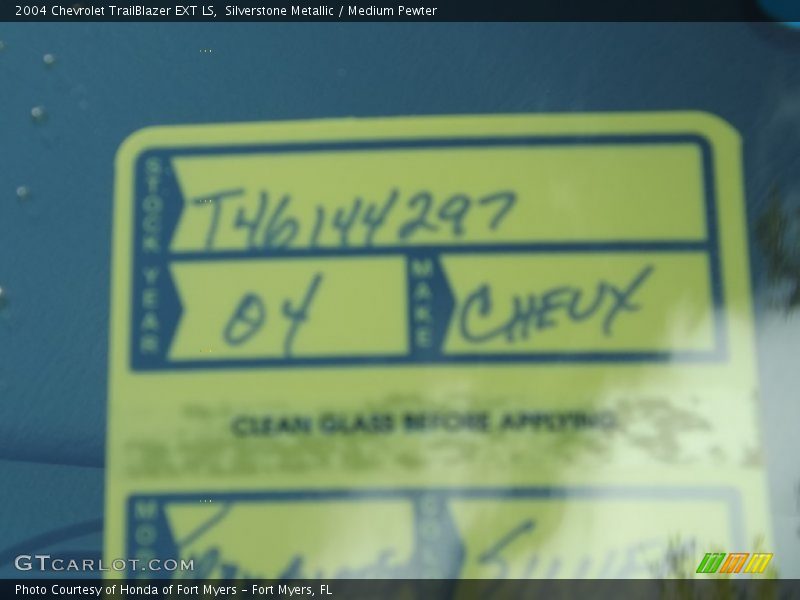 2004 Chevrolet TrailBlazer EXT LS, Silverstone Metallic / Medium Pewter
STOCK T46144297
YEAR 04 MAKE CHEVY
CLEAN GLASS BEFORE APPLYING
GTCARLOT.COM
Photo Courtesy of Honda of Fort Myers – Fort Myers, FL